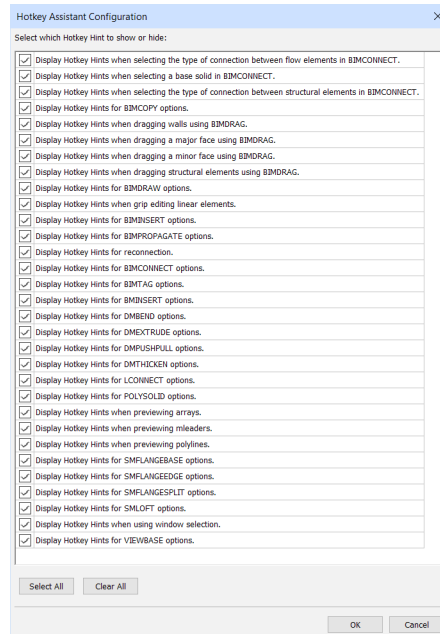 Hotkey Assistant Configuration
Select which Hotkey Hint to show or hide:
Display Hotkey Hints when selecting the type of connection between flow elements in BIMCONNECT.
Display Hotkey Hints when selecting a base solid in BIMCONNECT.
Display Hotkey Hints when selecting the type of connection between structural elements in BIMCONNECT.
Display Hotkey Hints for BIMCOPY options.
Display Hotkey Hints when dragging walls using BIMDRAG.
Display Hotkey Hints when dragging a major face using BIMDRAG.
Display Hotkey Hints when dragging a minor face using BIMDRAG.
Display Hotkey Hints when dragging structural elements using BIMDRAG.
Display Hotkey Hints for BIMDRAW options.
Display Hotkey Hints when grip editing linear elements.
Display Hotkey Hints for BIMINSERT options.
Display Hotkey Hints for BIMPROPAGATE options.
Display Hotkey Hints for reconnection.
Display Hotkey Hints for BIMCONNECT options.
Display Hotkey Hints for BIMTAG options.
Display Hotkey Hints for BMINSERT options.
Display Hotkey Hints for DMBEND options.
Display Hotkey Hints for DMEXTRUDE options.
Display Hotkey Hints for DMPUSHPULL options.
Display Hotkey Hints for DMTHICKEN options.
Display Hotkey Hints for LCONNECT options.
Display Hotkey Hints for POLYSOLID options.
Display Hotkey Hints when previewing arrays.
Display Hotkey Hints when previewing mleaders.
Display Hotkey Hints when previewing polylines.
Display Hotkey Hints for SMFLANGEBASE options.
Display Hotkey Hints for SMFLANGEEDGE options.
Display Hotkey Hints for SMFLANGESPLIT options.
Display Hotkey Hints for SMLOFT options.
Display Hotkey Hints when using window selection.
Display Hotkey Hints for VIEWBASE options.
Select All Clear All
OK Cancel